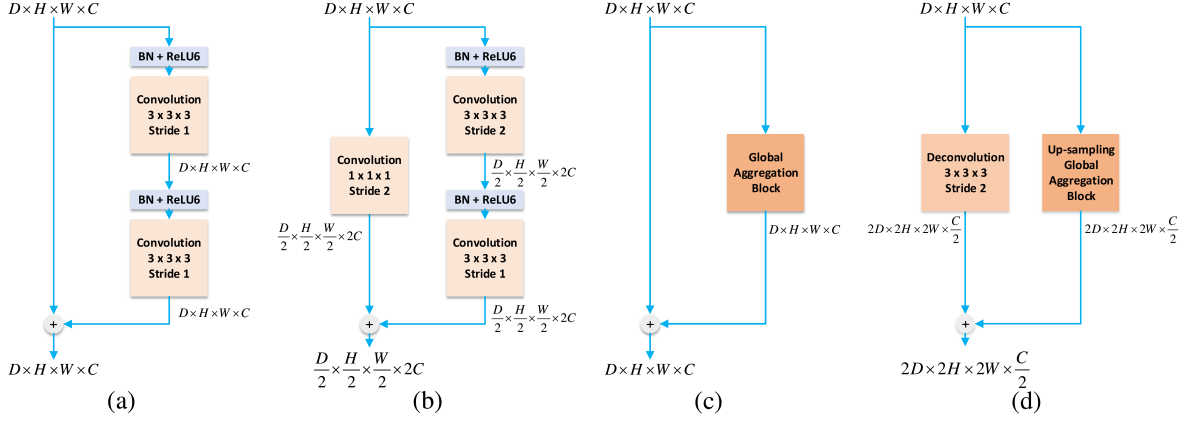 D×H×W×C
BN + ReLU6
Convolution
3 x 3 x 3
Stride 1
D×H×W×C
BN + ReLU6
Convolution
3 x 3 x 3
Stride 1
D×H×W×C
+
D×H×W×C
(a)
D×H×W×C
BN + ReLU6
Convolution
3 x 3 x 3
Stride 2
Convolution
1 x 1 x 1
Stride 2
D/2×H/2×W/2×2C
BN + ReLU6
Convolution
3 x 3 x 3
Stride 1
D/2×H/2×W/2×2C
D/2×H/2×W/2×2C
+
D/2×H/2×W/2×2C
(b)
D×H×W×C
Global
Aggregation
Block
D×H×W×C
+
D×H×W×C
(c)
D×H×W×C
Deconvolution
3 x 3 x 3
Stride 2
2D×2H×2W×C/2
Up-sampling
Global
Aggregation
Block
2D×2H×2W×C/2
+
2D×2H×2W×C/2
(d)